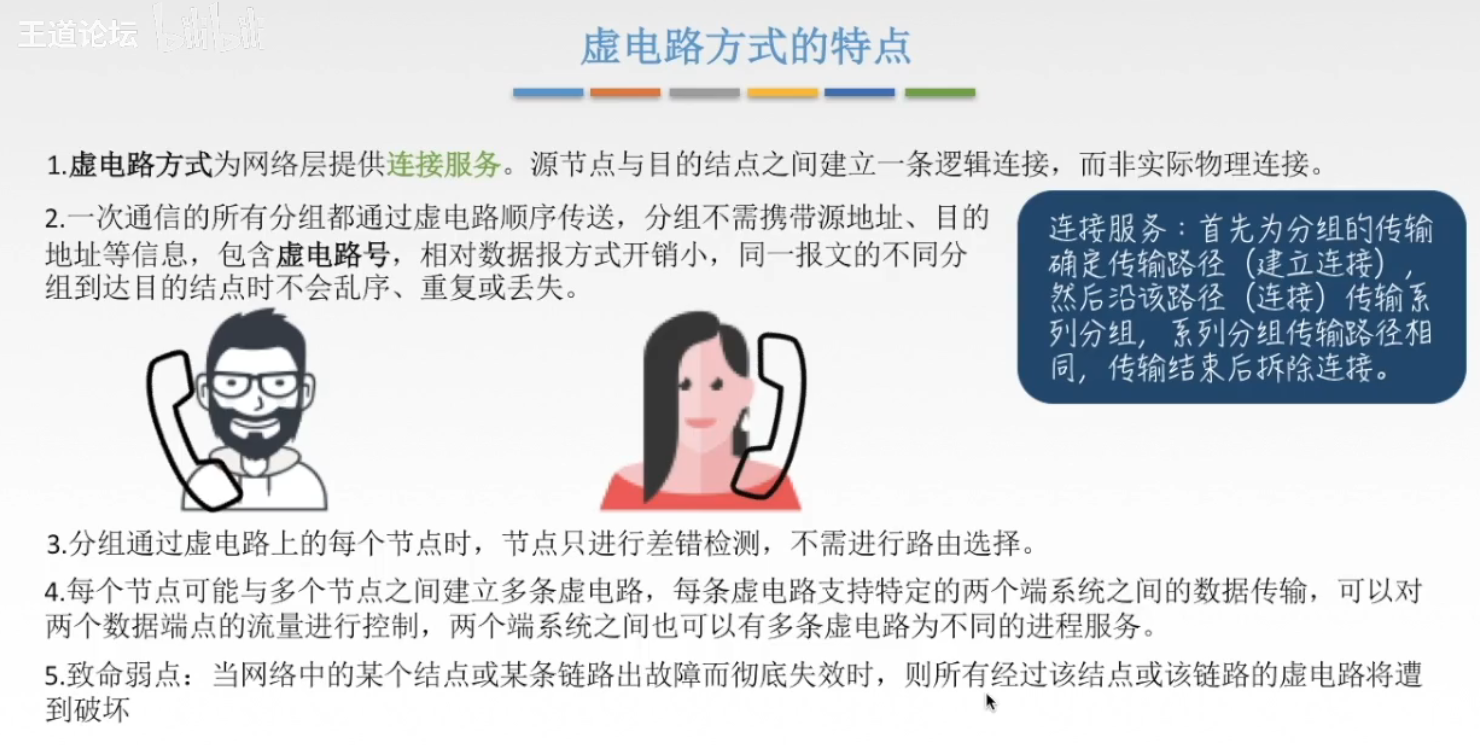 王道论坛 bilibili
虚电路方式的特点
1.虚电路方式为网络层提供连接服务。源节点与目的结点之间建立一条逻辑连接，而非实际物理连接。
2.一次通信的所有分组都通过虚电路顺序传送，分组不需携带源地址、目的
地址等信息，包含虚电路号，相对数据报方式开销小，同一报文的不同分
组到达目的结点时不会乱序、重复或丢失。
连接服务：首先为分组的传输
确定传输路径（建立连接），
然后沿该路径（连接）传输系
列分组，系列分组传输路径相
同，传输结束后拆除连接。
3.分组通过虚电路上的每个节点时，节点只进行差错检测，不需进行路由选择。
4.每个节点可能与多个节点之间建立多条虚电路，每条虚电路支持特定的两个端系统之间的数据传输，可以对
两个数据端点的流量进行控制，两个端系统之间也可以有多条虚电路为不同的进程服务。
5.致命弱点：当网络中的某个结点或某条链路出故障而彻底失效时，则所有经过该结点或该链路的虚电路将遭
到破坏